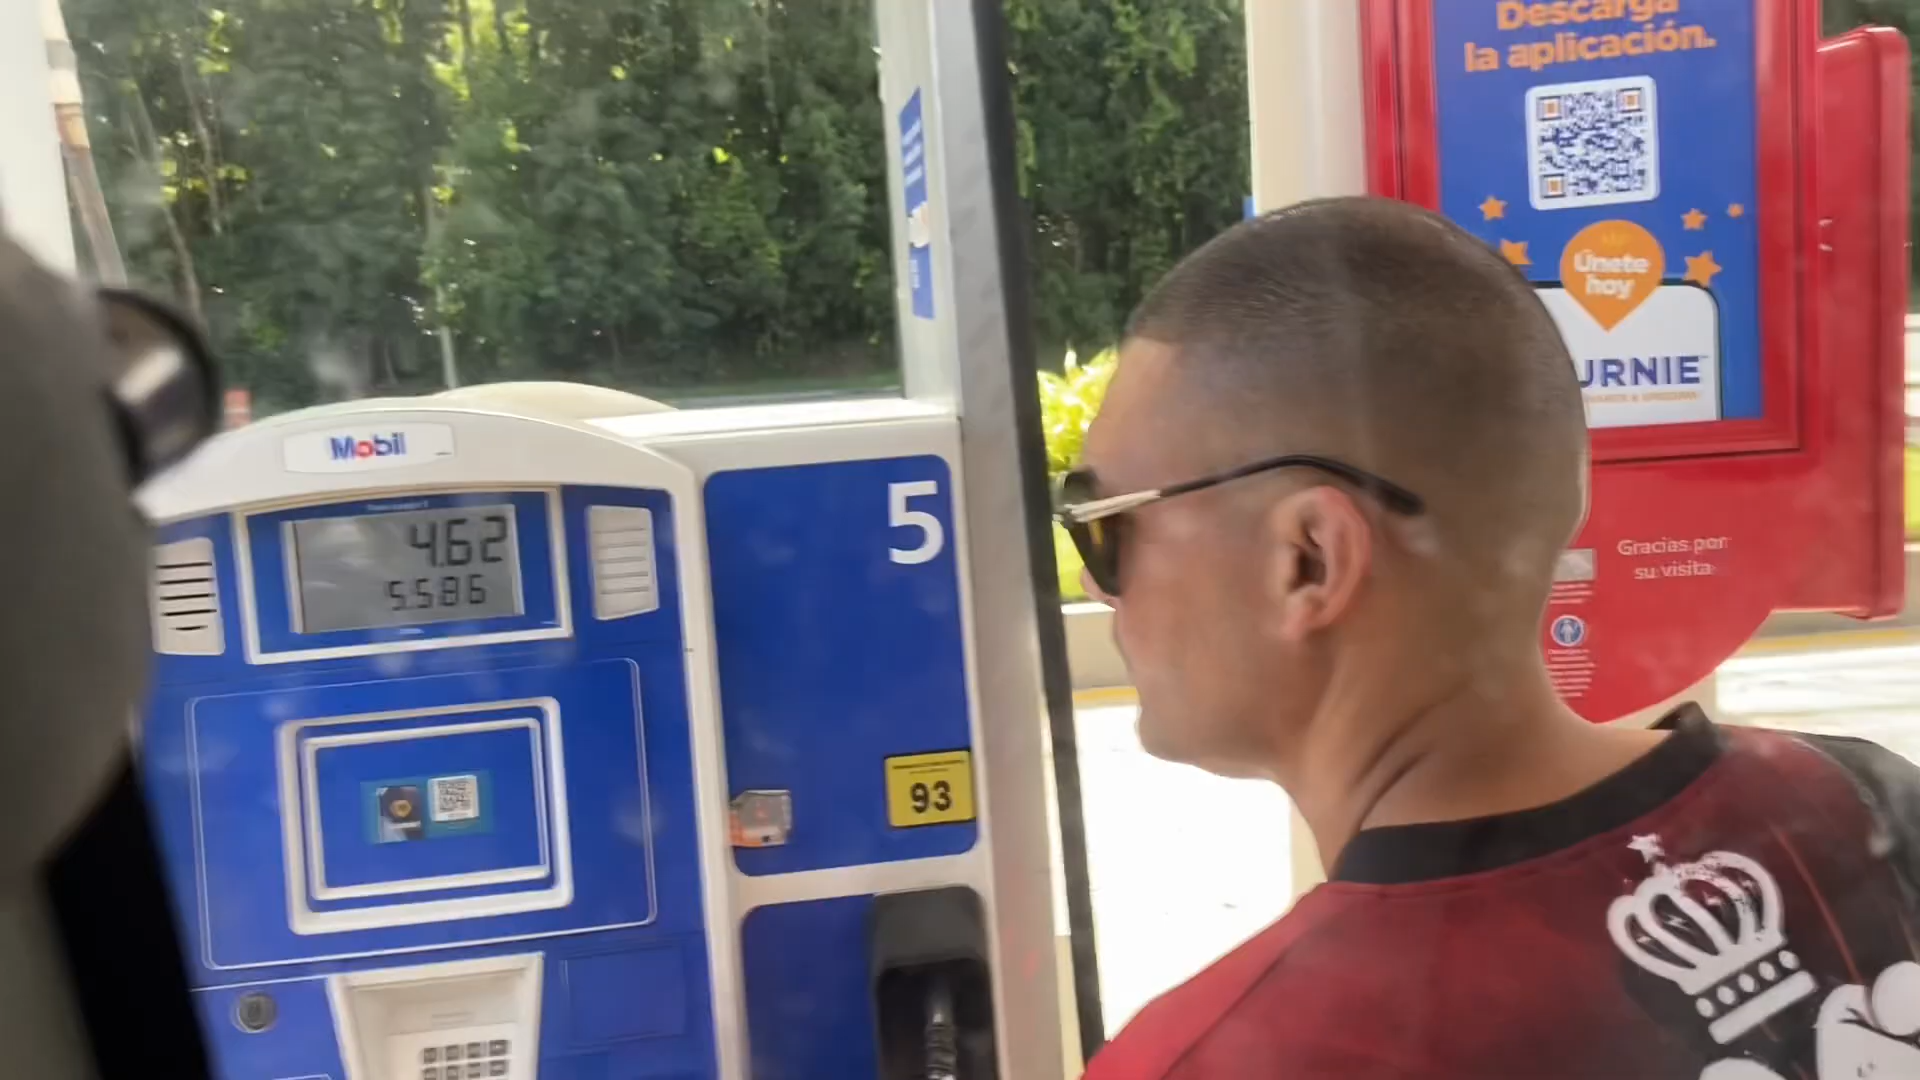 Mobil
4.62
5.586
5
93
Descarga
la aplicación.
Únete
hoy
URNIE
Gracias por
su visita